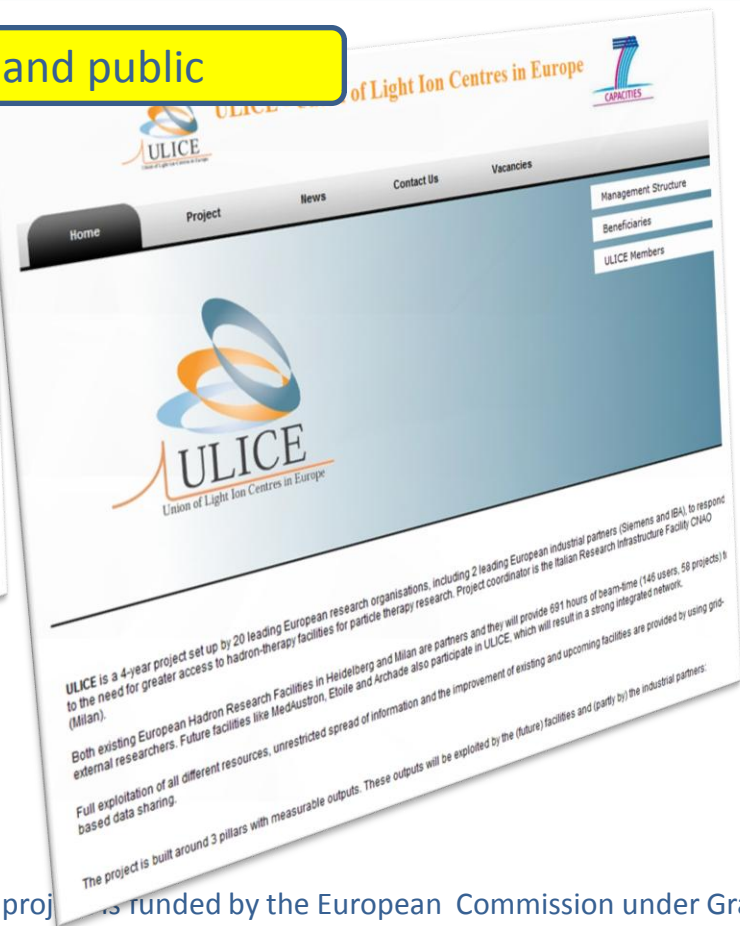 and public
of Light Ion Centres in Europe
7
CAPACITIES
ULICE
Home
Project
News
Contact Us
Vacancies
Management Structure
Beneficiaries
ULICE Members
ULICE
Union of Light Ion Centres in Europe
ULICE is a 4-year project set up by 20 leading European research organisations, including 2 leading European industrial partners (Siemens and IBA), to respond
to the need for greater access to hadron-therapy facilities for particle therapy research. Project coordinator is the Italian Research Infrastructure Facility CNAO
(Milan).
Both existing European Hadron Research Facilities in Heidelberg and Milan are partners and they will provide 691 hours of beam-time (146 users, 58 projects)
external researchers. Future facilities like MedAustron, Etoile and Archade also participate in ULICE, which will result in a strong integrated network.
Full exploitation of all different resources, unrestricted spread of information and the improvement of existing and upcoming facilities are provided by using grid-
based data sharing.
The project is built around 3 pillars with measurable outputs. These outputs will be exploited by the (future) facilities and (partly by) the industrial partners:
funded by the European Commission under